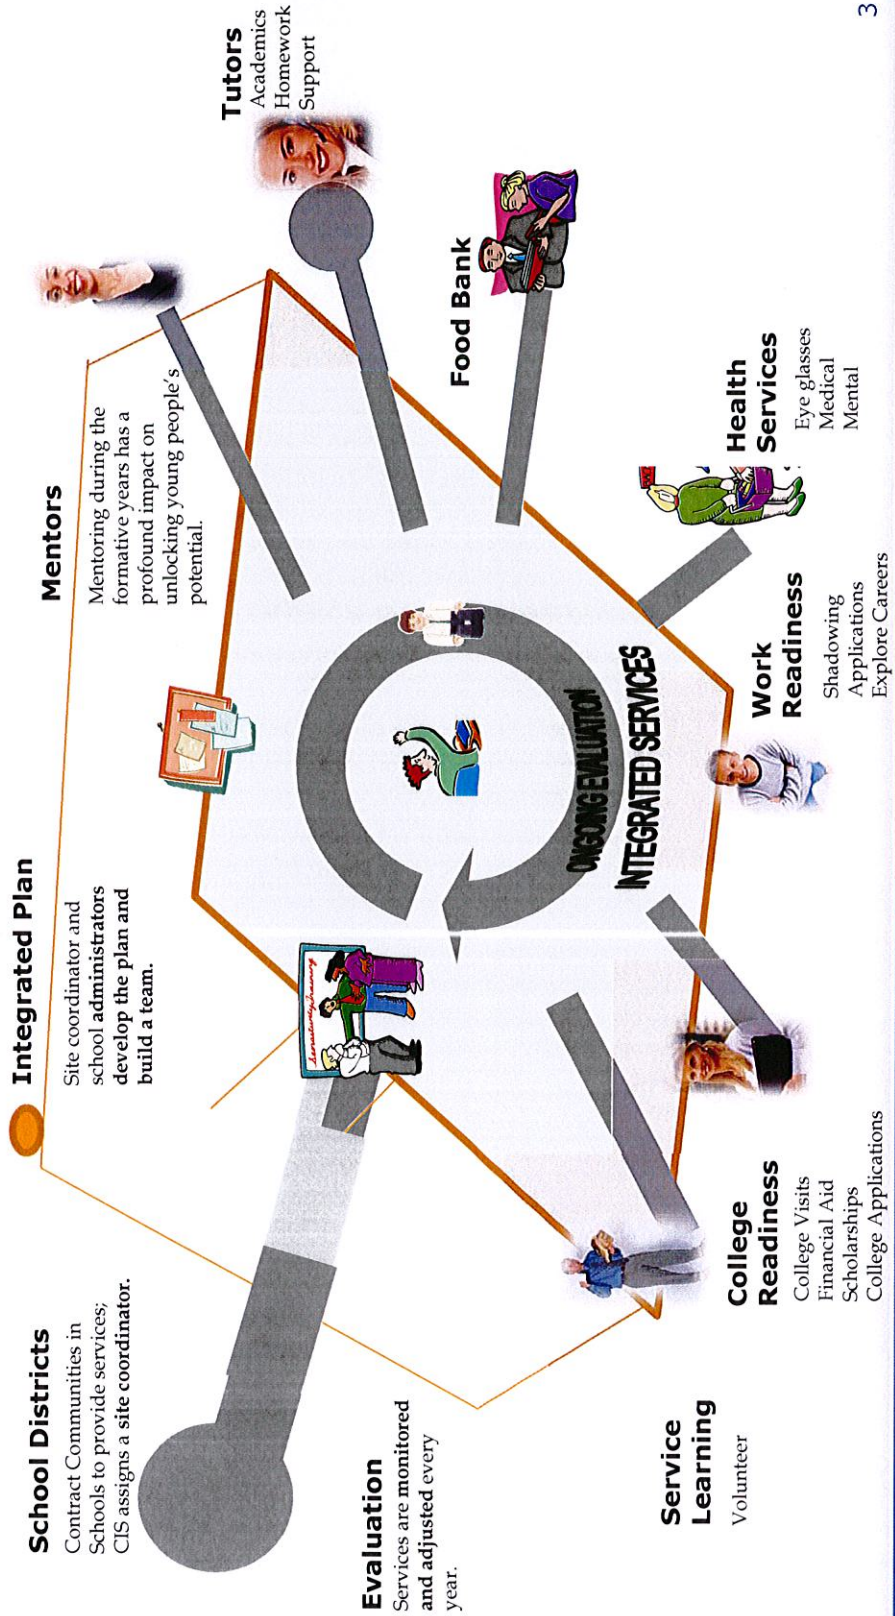 School Districts
Contract Communities in
Schools to provide services;
CIS assigns a site coordinator.
Integrated Plan
Site coordinator and
school administrators
develop the plan and
build a team.
Mentors
Mentoring during the
formative years has a
profound impact on
unlocking young people's
potential.
Tutors
Academics
Homework
Support
Food Bank
Health
Services
Eye glasses
Medical
Mental
Work
Readiness
Shadowing
Applications
Explore Careers
College
Readiness
College Visits
Financial Aid
Scholarships
College Applications
Service
Learning
Volunteer
Evaluation
Services are monitored
and adjusted every
year.
ONGOING EVALUATION
INTEGRATED SERVICES
3